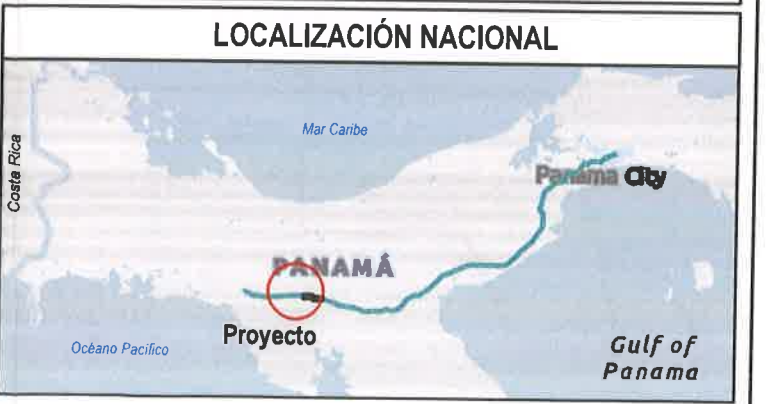 LOCALIZACIÓN NACIONAL
Mar Caribe
Costa Rica
Panama City
PANAMÁ
Proyecto
Océano Pacífico
Gulf of
Panama